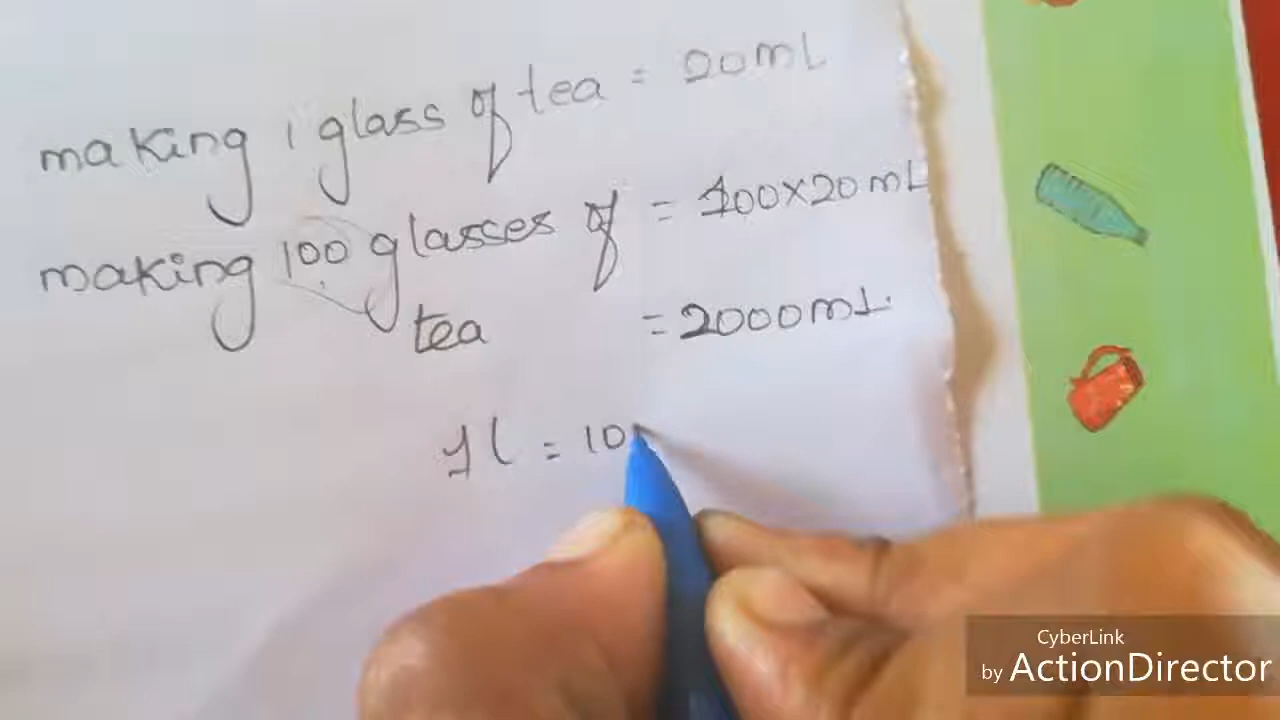 making 1 glass of tea = 20mL
making 100 glasses of = 100x20mL
tea = 2000mL.
1l = 10
CyberLink
by ActionDirector